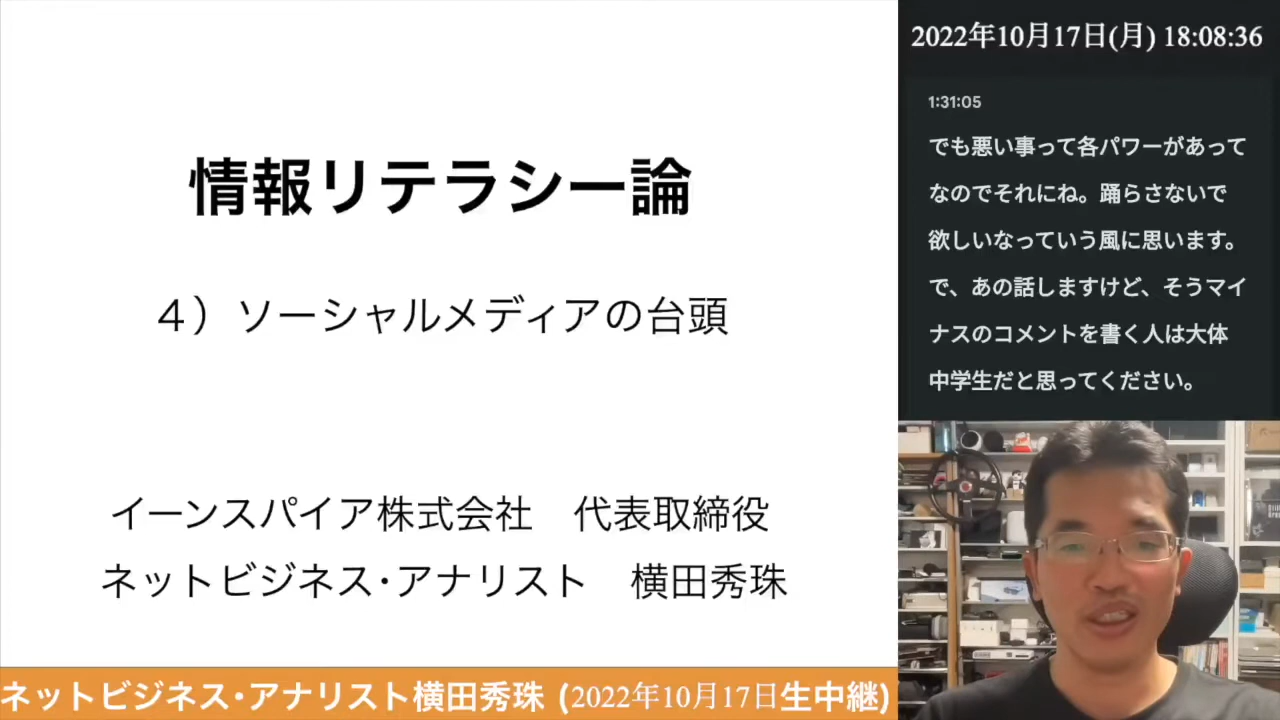 情報リテラシー論
４）ソーシャルメディアの台頭
イーンスパイア株式会社　代表取締役
ネットビジネス・アナリスト　横田秀珠
ネットビジネス・アナリスト横田秀珠 (2022年10月17日生中継)
2022年10月17日(月) 18:08:36
1:31:05
でも悪い事って各パワーがあって
なのでそれにね。踊らさないで
欲しいなっていう風に思います。
で、あの話しますけど、そうマイ
ナスのコメントを書く人は大体
中学生だと思ってください。